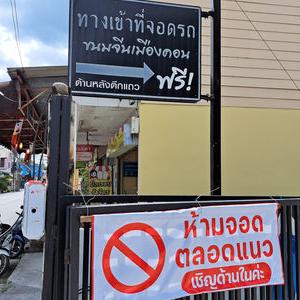 ทางเข้าที่จอดรถ
ขนมจีนเมืองคอน
ด้านหลังตึกแถว
ฟรี!
ห้ามจอด
ตลอดแนว
เชิญด้านในค่ะ